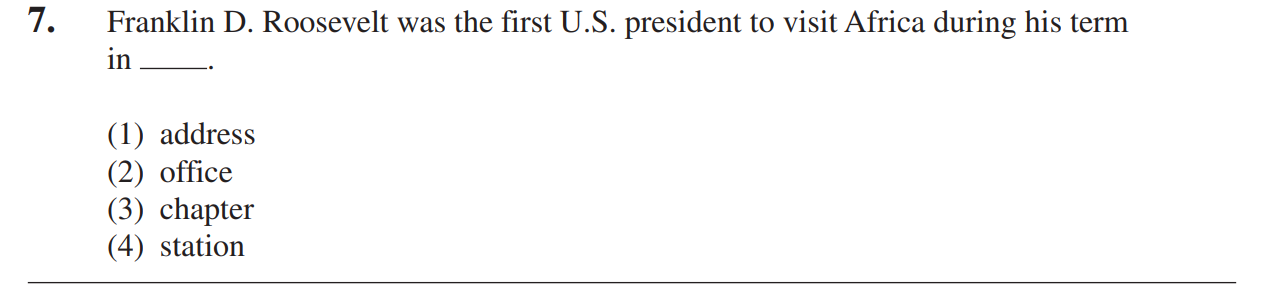 7. Franklin D. Roosevelt was the first U.S. president to visit Africa during his term
in _____.
(1) address
(2) office
(3) chapter
(4) station